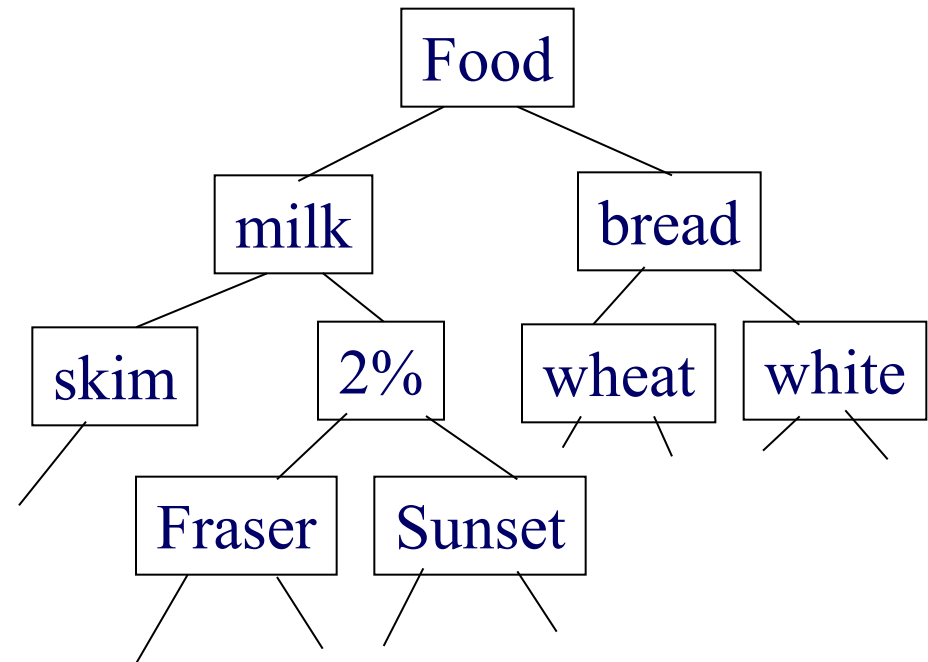 Food
milk
bread
skim
2%
wheat
white
Fraser
Sunset